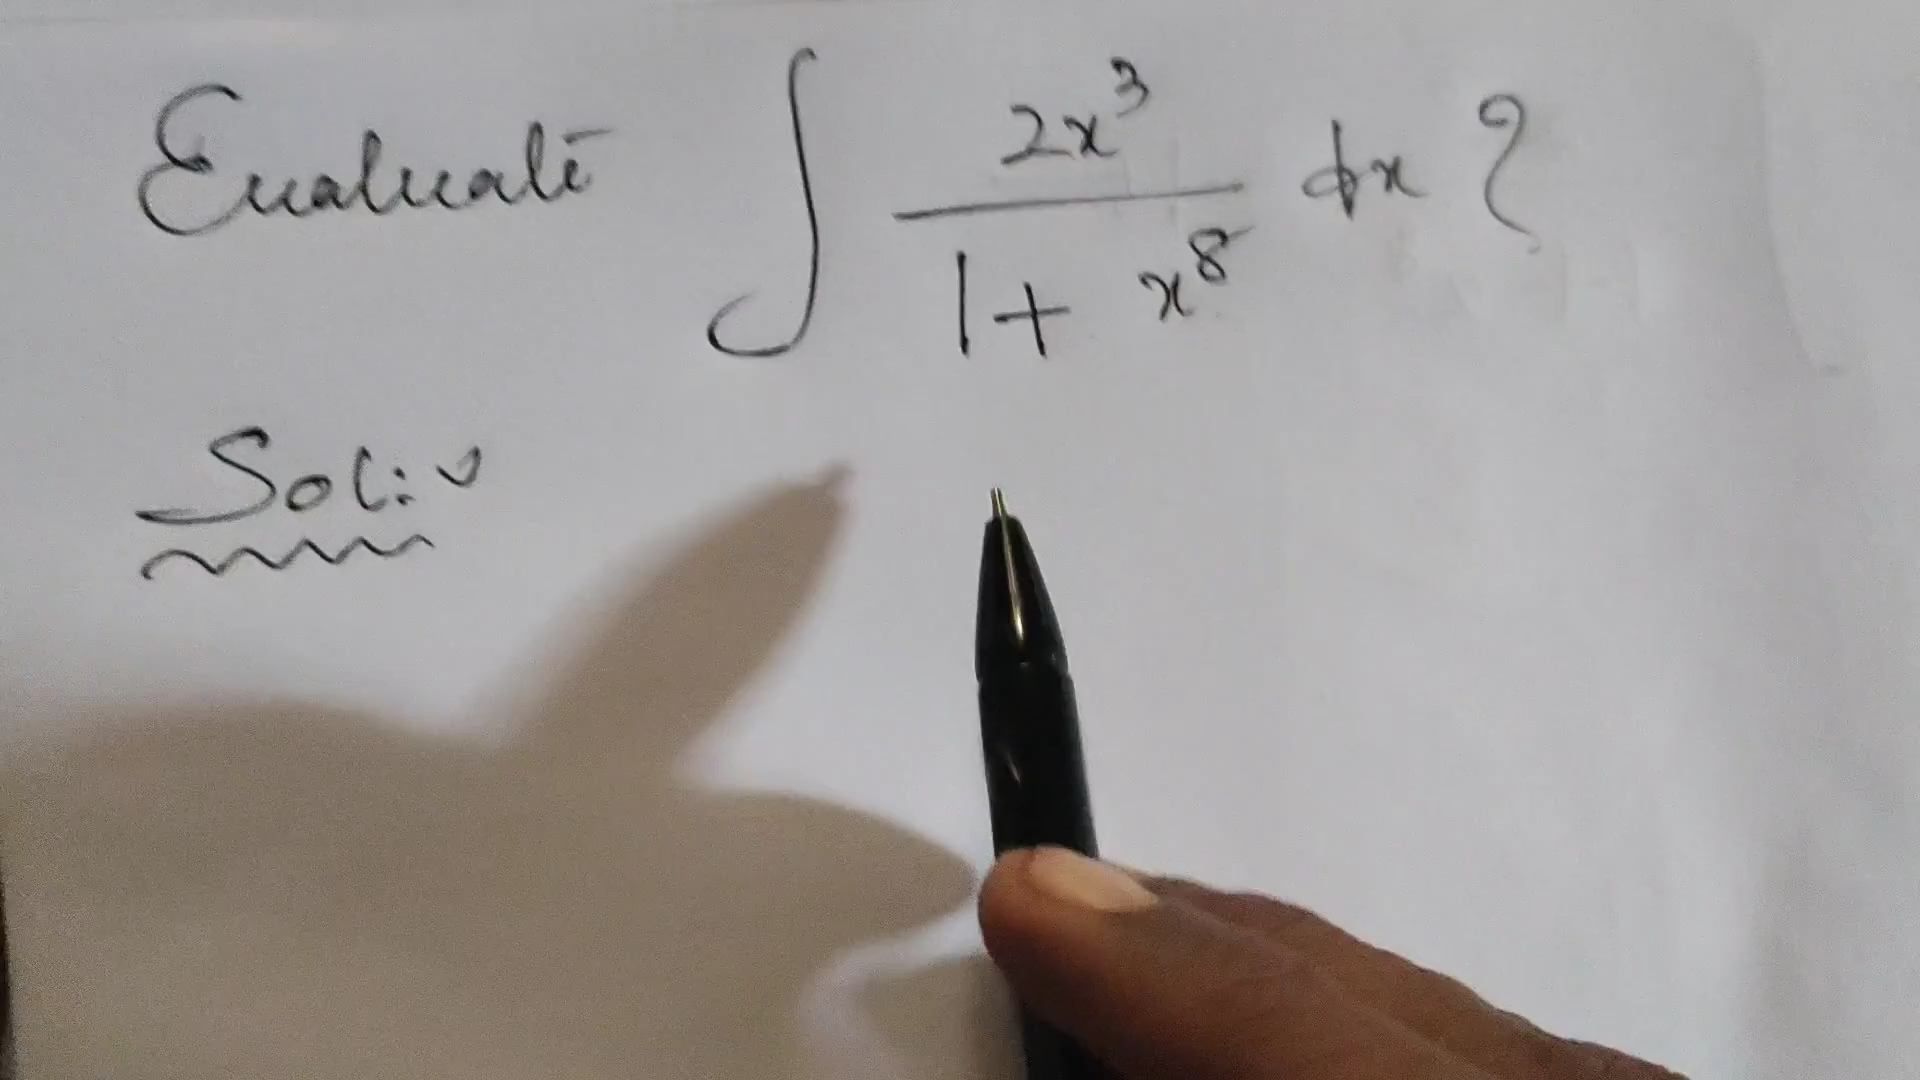 Evaluate ∫ 2x³ / 1 + x⁸ dx ?
Sol: